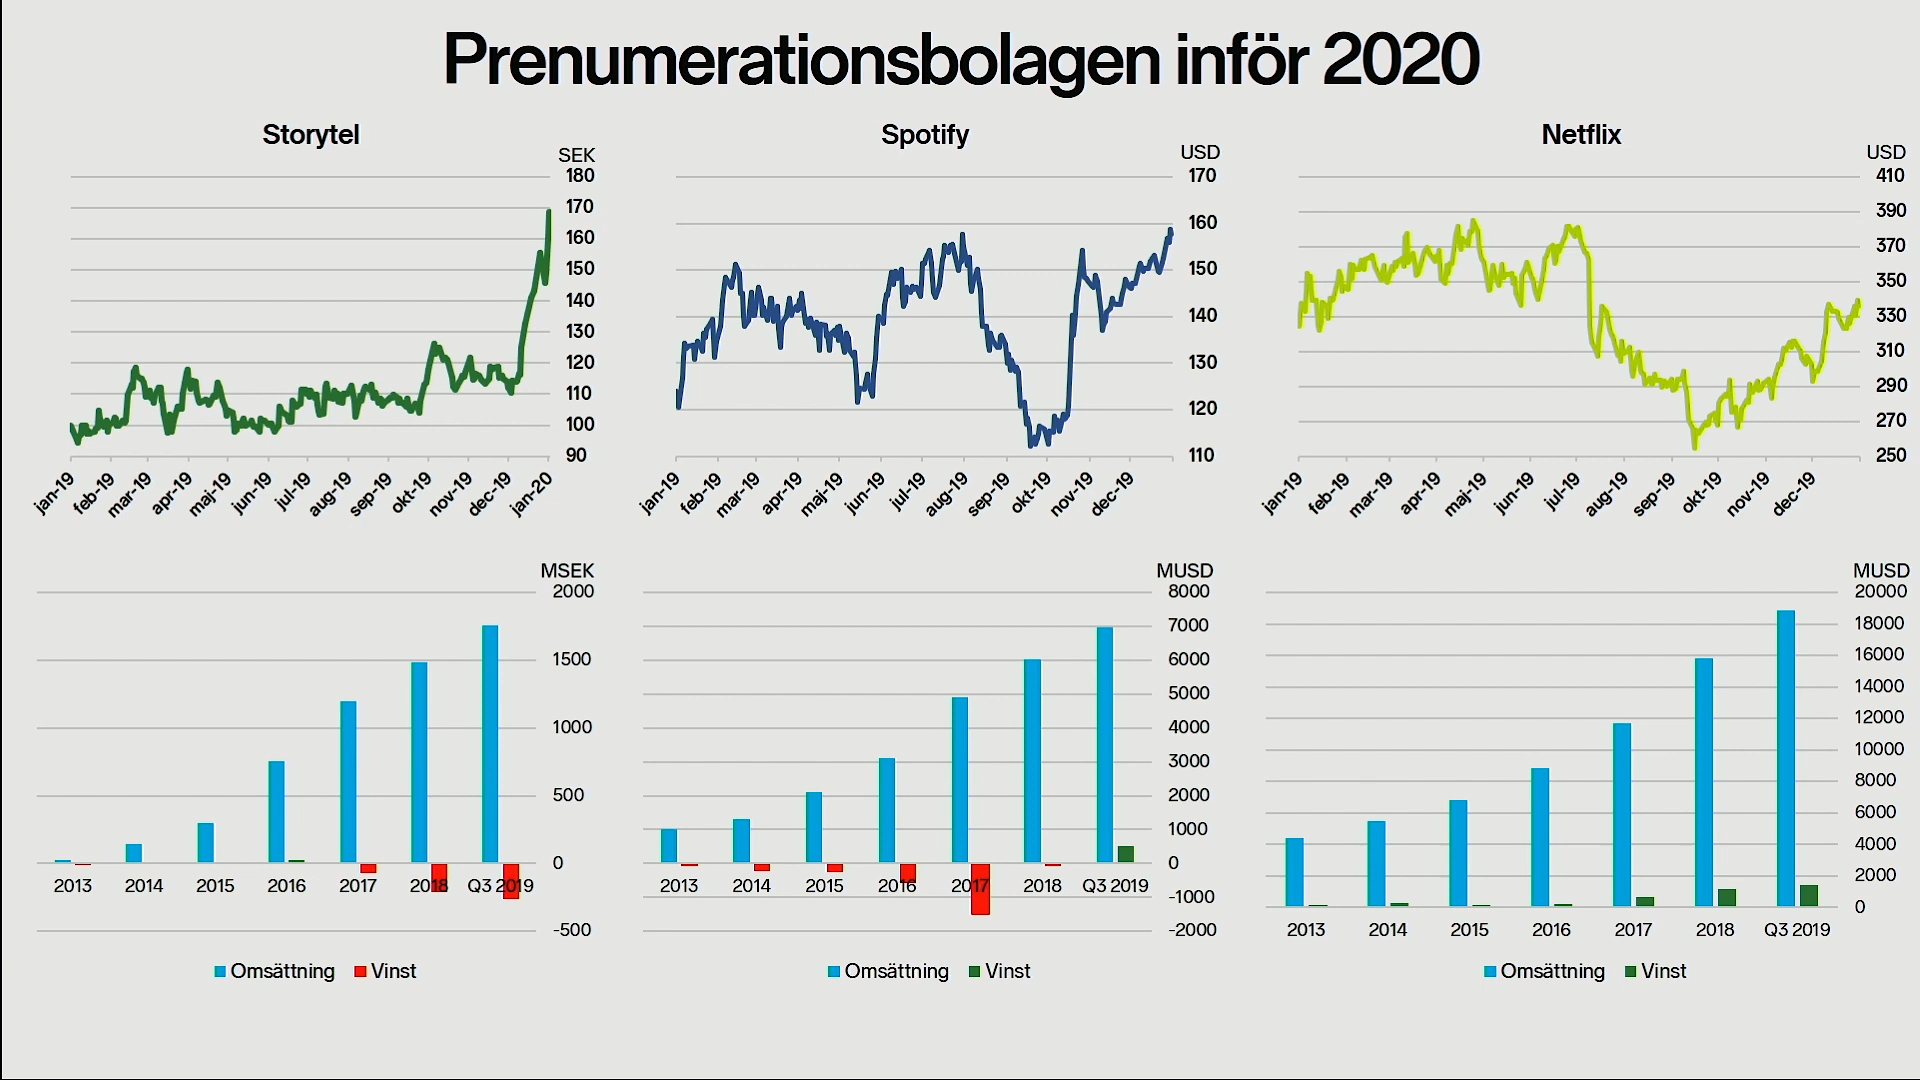 Prenumerationsbolagen inför 2020
Storytel
SEK
180
170
160
150
140
130
120
110
100
90
jan-19
feb-19
mar-19
apr-19
maj-19
jun-19
jul-19
aug-19
sep-19
okt-19
nov-19
dec-19
jan-20
Spotify
USD
170
160
150
140
130
120
110
jan-19
feb-19
mar-19
apr-19
maj-19
jun-19
jul-19
aug-19
sep-19
okt-19
nov-19
dec-19
Netflix
USD
410
390
370
350
330
310
290
270
250
jan-19
feb-19
mar-19
apr-19
maj-19
jun-19
jul-19
aug-19
sep-19
okt-19
nov-19
dec-19
MSEK
2000
1500
1000
500
0
-500
2013 2014 2015 2016 2017 2018 Q3 2019
Omsättning Vinst
MUSD
8000
7000
6000
5000
4000
3000
2000
1000
0
-1000
-2000
2013 2014 2015 2016 2017 2018 Q3 2019
Omsättning Vinst
MUSD
20000
18000
16000
14000
12000
10000
8000
6000
4000
2000
0
2013 2014 2015 2016 2017 2018 Q3 2019
Omsättning Vinst